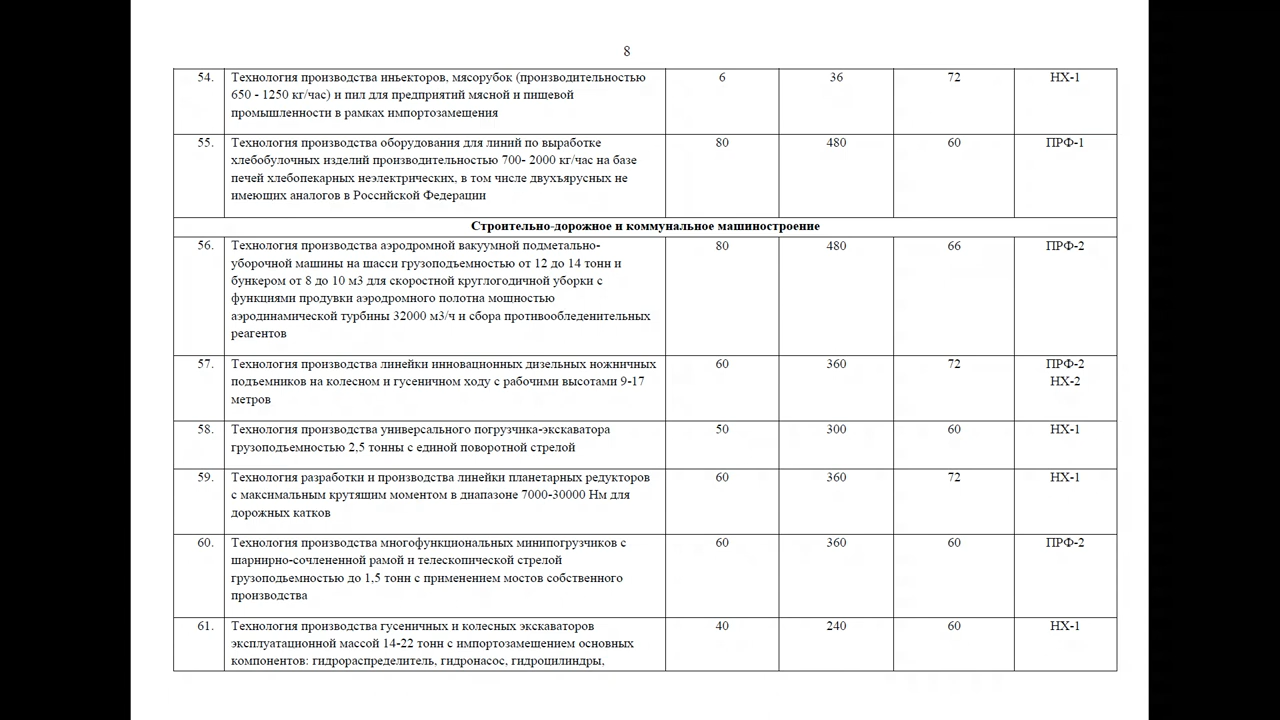 8
54. Технология производства иньекторов, мясорубок (производительностью 6 36 72 НХ-1
650 - 1250 кг/час) и пил для предприятий мясной и пищевой
промышленности в рамках импортозамещения
55. Технология производства оборудования для линий по выработке 80 480 60 ПРФ-1
хлебобулочных изделий производительностью 700- 2000 кг/час на базе
печей хлебопекарных неэлектрических, в том числе двухъярусных не
имеющих аналогов в Российской Федерации
Строительно-дорожное и коммунальное машиностроение
56. Технология производства аэродромной вакуумной подметально- 80 480 66 ПРФ-2
уборочной машины на шасси грузоподъемностью от 12 до 14 тонн и
бункером от 8 до 10 м3 для скоростной круглогодичной уборки с
функциями продувки аэродромного полотна мощностью
аэродинамической турбины 32000 м3/ч и сбора противообледенительных
реагентов
57. Технология производства линейки инновационных дизельных ножничных 60 360 72 ПРФ-2
подъемников на колесном и гусеничном ходу с рабочими высотами 9-17 НХ-2
метров
58. Технология производства универсального погрузчика-экскаватора 50 300 60 НХ-1
грузоподъемностью 2,5 тонны с единой поворотной стрелой
59. Технология разработки и производства линейки планетарных редукторов 60 360 72 НХ-1
с максимальным крутящим моментом в диапазоне 7000-30000 Нм для
дорожных катков
60. Технология производства многофункциональных минипогрузчиков с 60 360 60 ПРФ-2
шарнирно-сочлененной рамой и телескопической стрелой
грузоподъемностью до 1,5 тонн с применением мостов собственного
производства
61. Технология производства гусеничных и колесных экскаваторов 40 240 60 НХ-1
эксплуатационной массой 14-22 тонн с импортозамещением основных
компонентов: гидрораспределитель, гидронасос, гидроцилиндры,